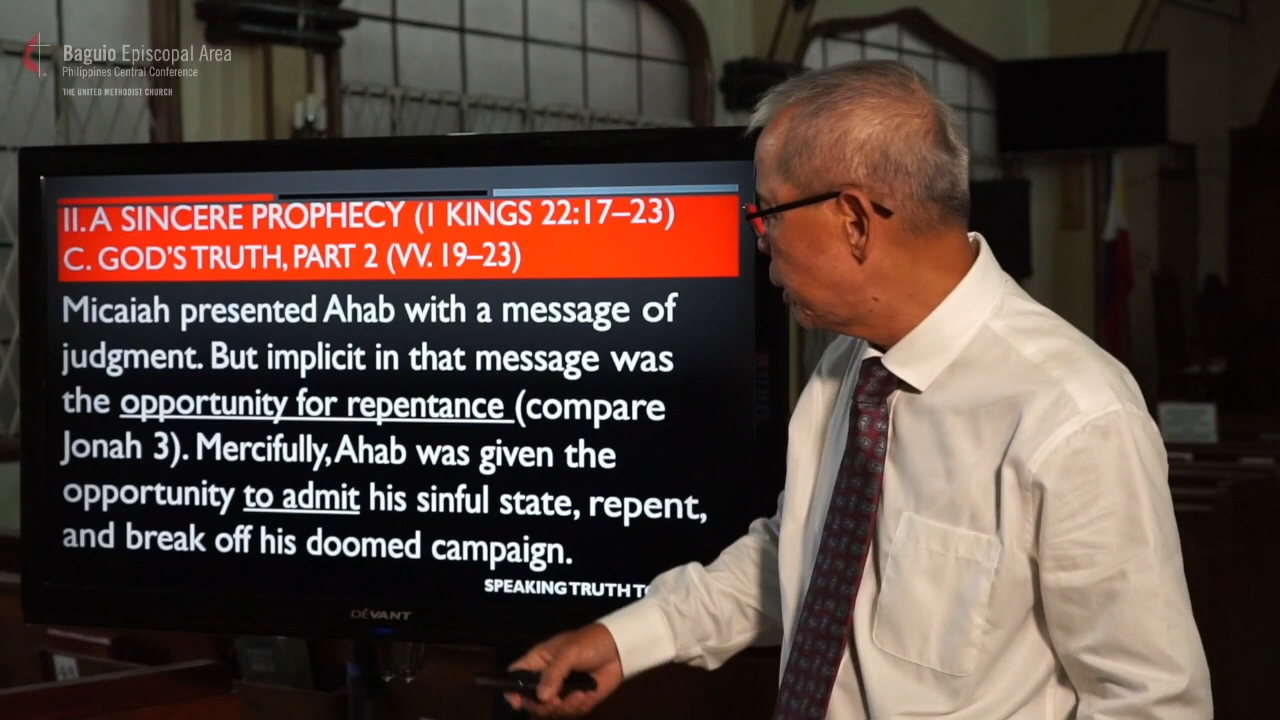 Baguio Episcopal Area
Philippines Central Conference
THE UNITED METHODIST CHURCH
II. A SINCERE PROPHECY (1 KINGS 22:17–23)
C. GOD'S TRUTH, PART 2 (VV. 19–23)
Micaiah presented Ahab with a message of
judgment. But implicit in that message was
the opportunity for repentance (compare
Jonah 3). Mercifully, Ahab was given the
opportunity to admit his sinful state, repent,
and break off his doomed campaign.
SPEAKING TRUTH
DEVANT